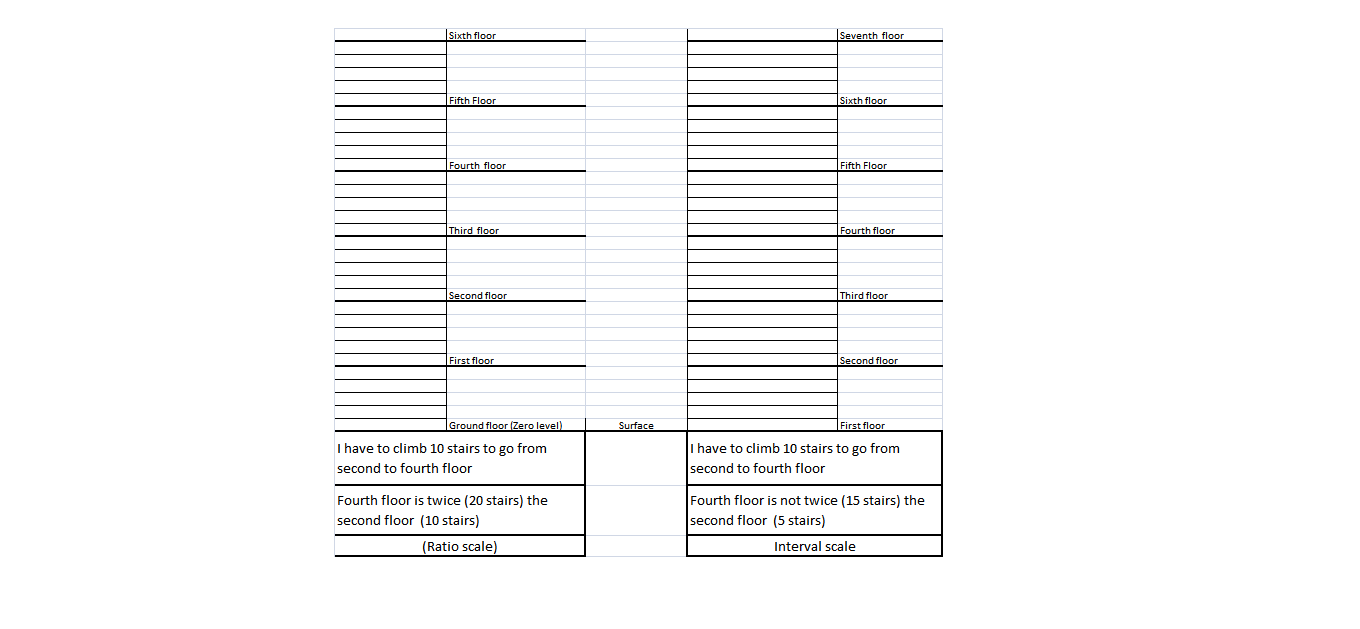 Sixth floor
Seventh floor
Fifth Floor
Sixth floor
Fourth floor
Fifth Floor
Third floor
Fourth floor
Second floor
Third floor
First floor
Second floor
Ground floor (Zero level)
Surface
First floor
I have to climb 10 stairs to go from
second to fourth floor
I have to climb 10 stairs to go from
second to fourth floor
Fourth floor is twice (20 stairs) the
second floor (10 stairs)
Fourth floor is not twice (15 stairs) the
second floor (5 stairs)
(Ratio scale)
Interval scale